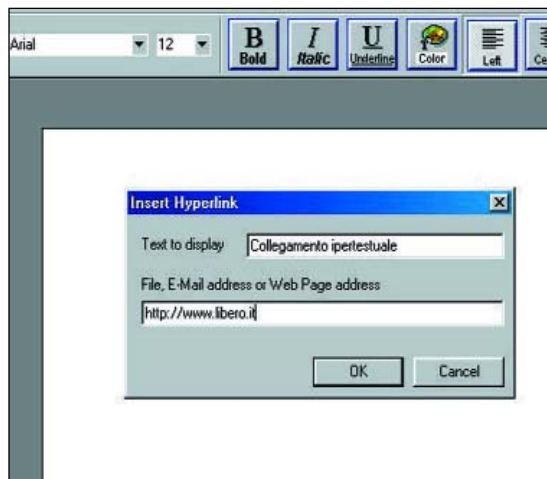 Arial 12 B I U
Bold Italic Underline Color Left
Insert Hyperlink
Text to display Collegamento ipertestuale
File, E-Mail address or Web Page address
http://www.libero.it
OK Cancel